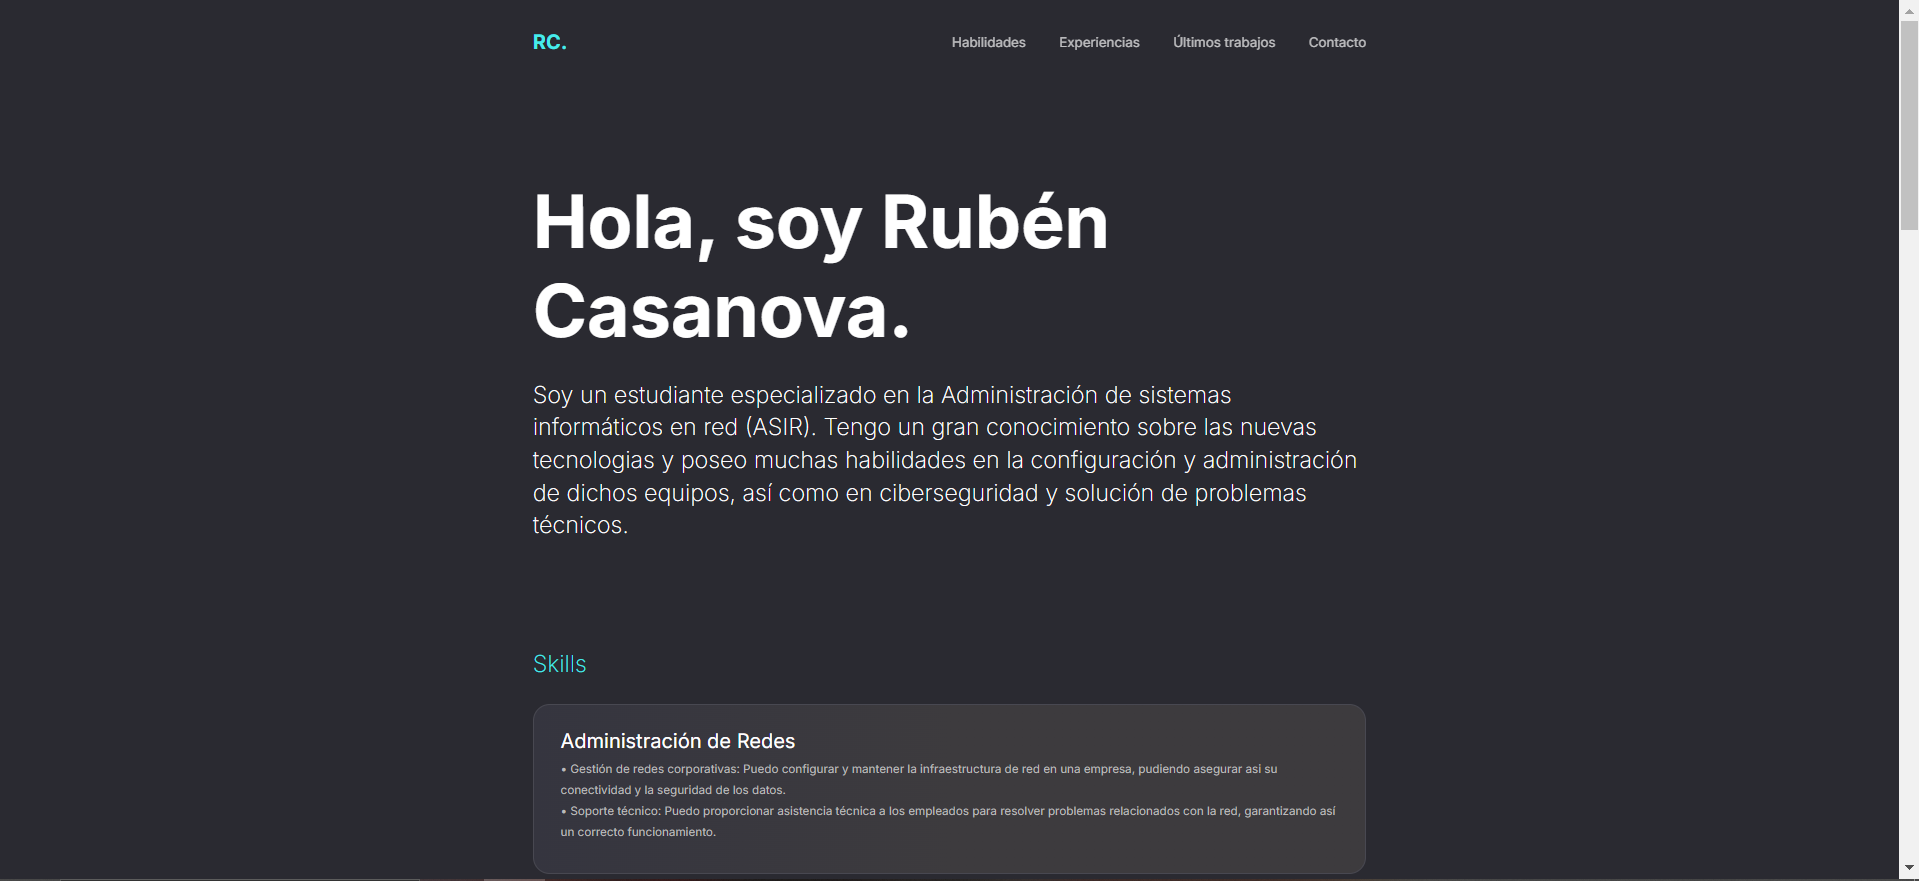 RC.
Habilidades Experiencias Últimos trabajos Contacto
Hola, soy Rubén
Casanova.
Soy un estudiante especializado en la Administración de sistemas
informáticos en red (ASIR). Tengo un gran conocimiento sobre las nuevas
tecnologias y poseo muchas habilidades en la configuración y administración
de dichos equipos, así como en ciberseguridad y solución de problemas
técnicos.
Skills
Administración de Redes
• Gestión de redes corporativas: Puedo configurar y mantener la infraestructura de red en una empresa, pudiendo asegurar asi su
conectividad y la seguridad de los datos.
• Soporte técnico: Puedo proporcionar asistencia técnica a los empleados para resolver problemas relacionados con la red, garantizando así
un correcto funcionamiento.